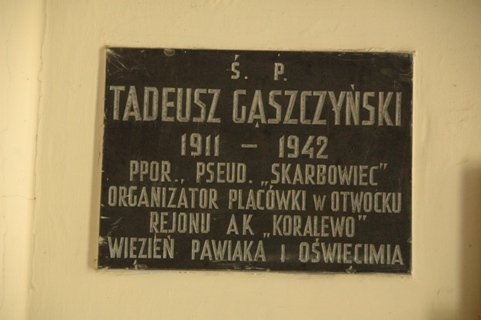 Ś. P.
TADEUSZ GĄSZCZYŃSKI
1911 – 1942
PPOR., PSEUD. „SKARBOWIEC”
ORGANIZATOR PLACÓWKI W OTWOCKU
REJONU AK „KORALEWO”
WIĘZIEŃ PAWIAKA I OŚWIĘCIMIA